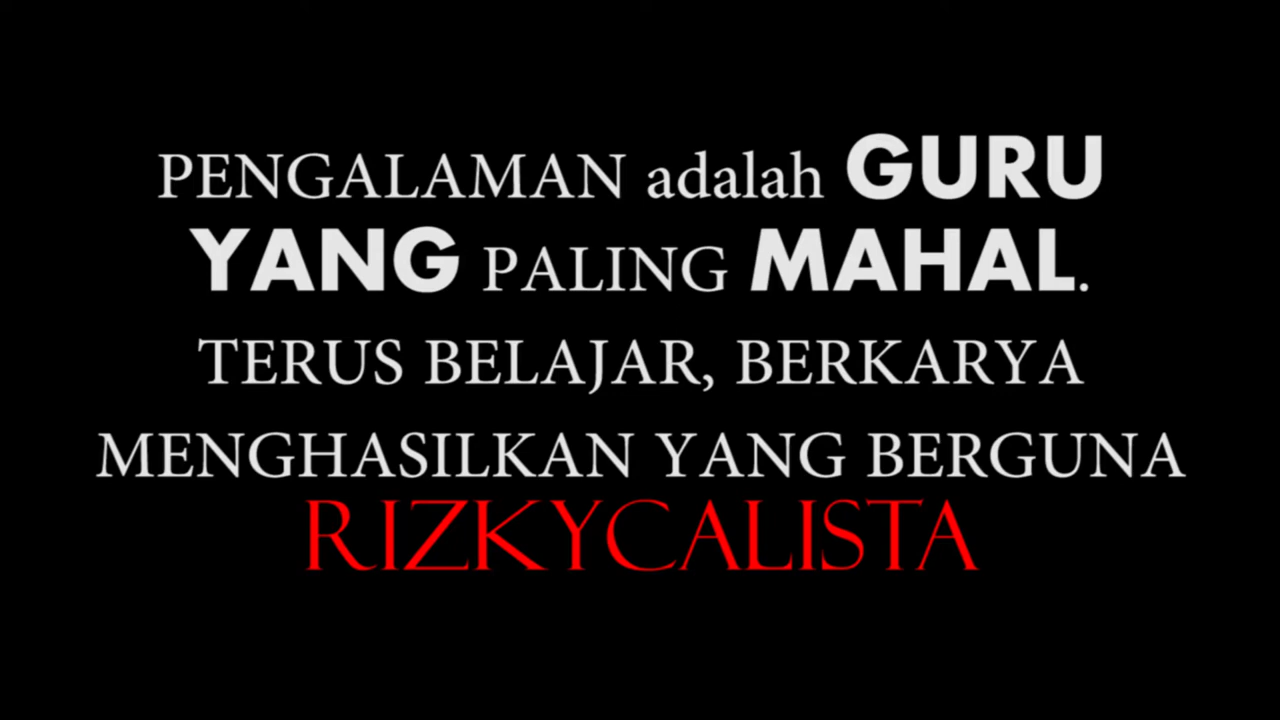 PENGALAMAN adalah GURU
YANG PALING MAHAL.
TERUS BELAJAR, BERKARYA
MENGHASILKAN YANG BERGUNA
RIZKYCALISTA